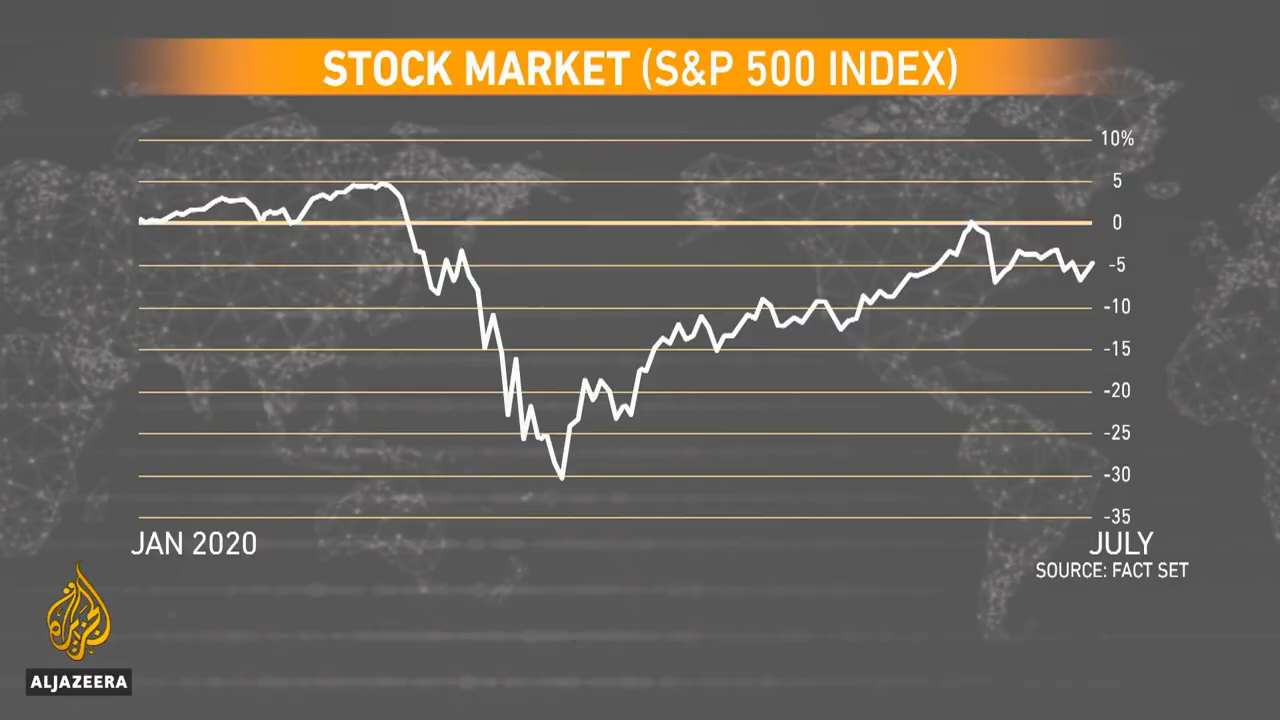 STOCK MARKET (S&P 500 INDEX)
10%
5
0
-5
-10
-15
-20
-25
-30
-35
JAN 2020
JULY
SOURCE: FACT SET
الجزيرة
ALJAZEERA